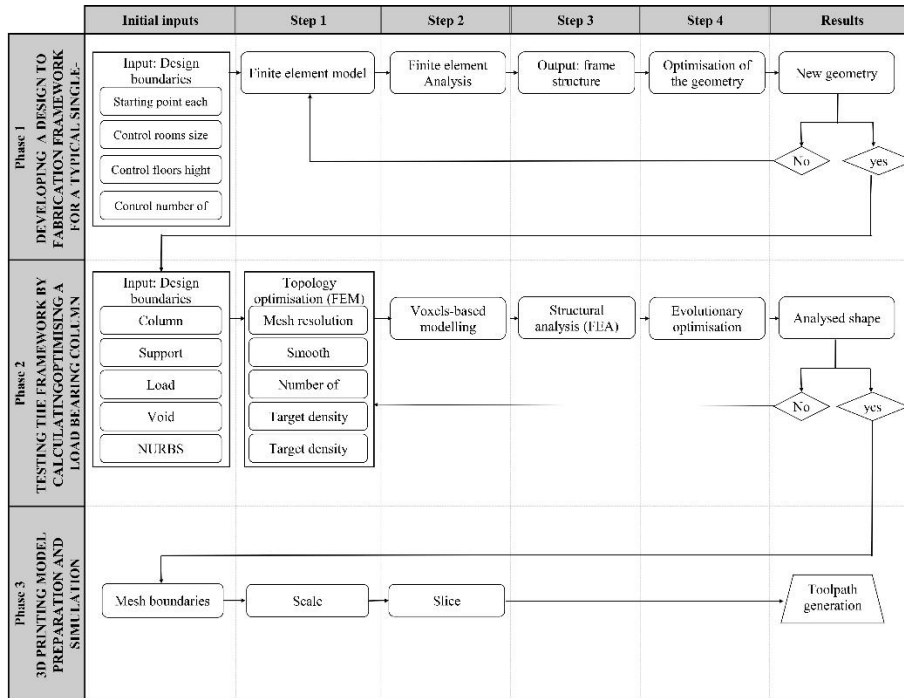 Initial inputs
Step 1
Step 2
Step 3
Step 4
Results
Phase 1
DEVELOPING A DESIGN TO
FABRICATION FRAMEWORK
FOR A TYPICAL SINGLE-
Input: Design
boundaries
Starting point each
Control rooms size
Control floors hight
Control number of
Finite element model
Finite element
Analysis
Output: frame
structure
Optimisation of
the geometry
New geometry
No
yes
Phase 2
TESTING THE FRAMEWORK BY
CALCULATINGOPTIMISING A
LOAD BEARING COLUMN
Input: Design
boundaries
Column
Support
Load
Void
NURBS
Topology
optimisation (FEM)
Mesh resolution
Smooth
Number of
Target density
Target density
Voxels-based
modelling
Structural
analysis (FEA)
Evolutionary
optimisation
Analysed shape
No
yes
Phase 3
3D PRINTING MODEL
PREPARATION AND
SIMULATION
Mesh boundaries
Scale
Slice
Toolpath
generation